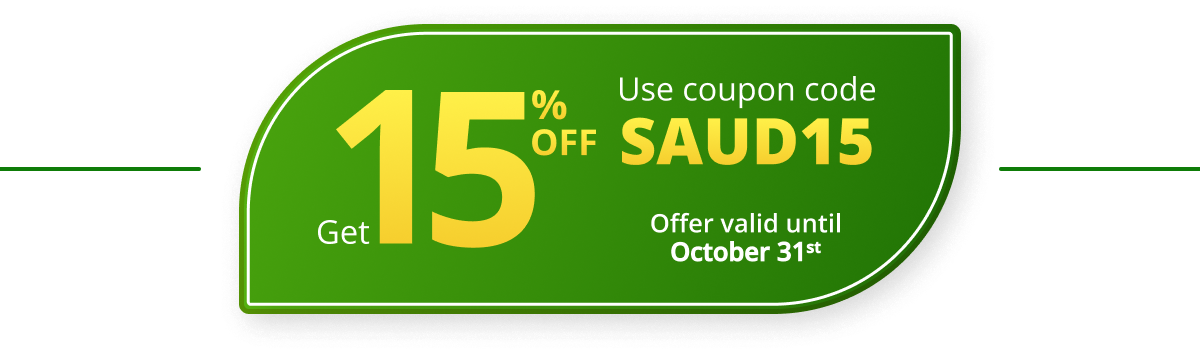 Get 15% OFF
Use coupon code
SAUD15
Offer valid until
October 31st